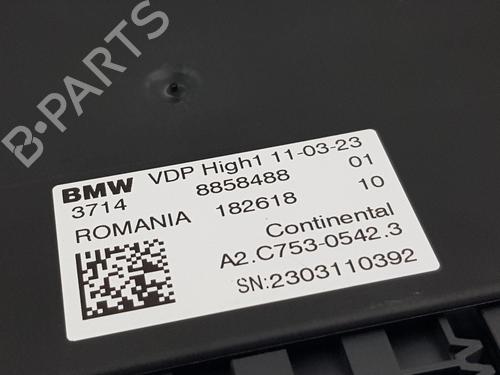 B-PARTS
BMW VDP High1 11-03-23
3714 8858488 01
ROMANIA 182618 10
Continental
A2.C753-0542.3
SN:2303110392